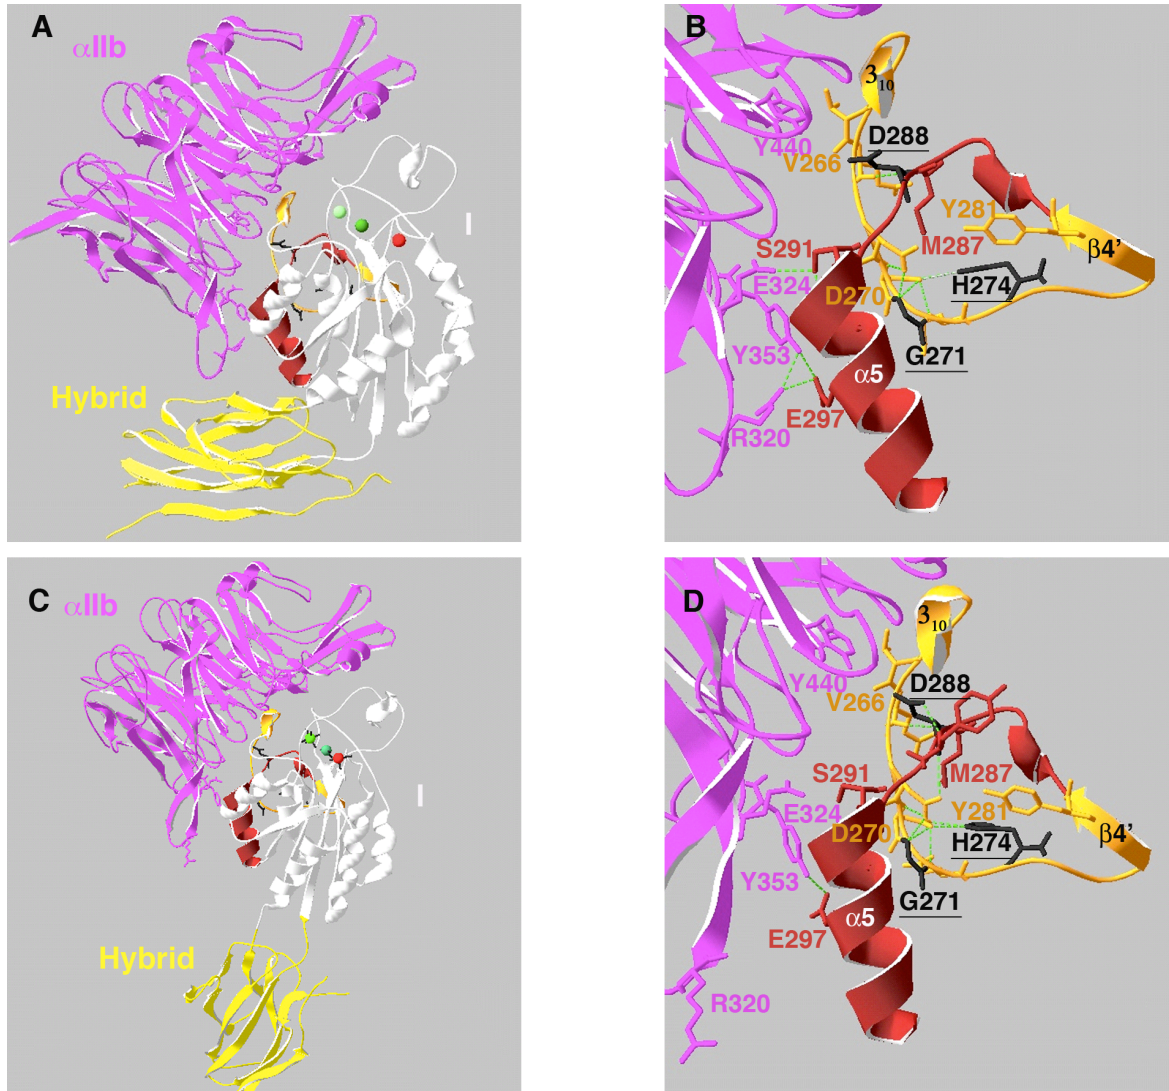 A
αIIb
I
Hybrid
B
3₁₀
D288
Y440
V266
Y281
M287
β4’
S291
E324
D270
H274
G271
Y353
α5
E297
R320
C
αIIb
I
Hybrid
D
3₁₀
D288
Y440
V266
M287
S291
E324
Y281
D270
H274
β4’
Y353
G271
α5
E297
R320